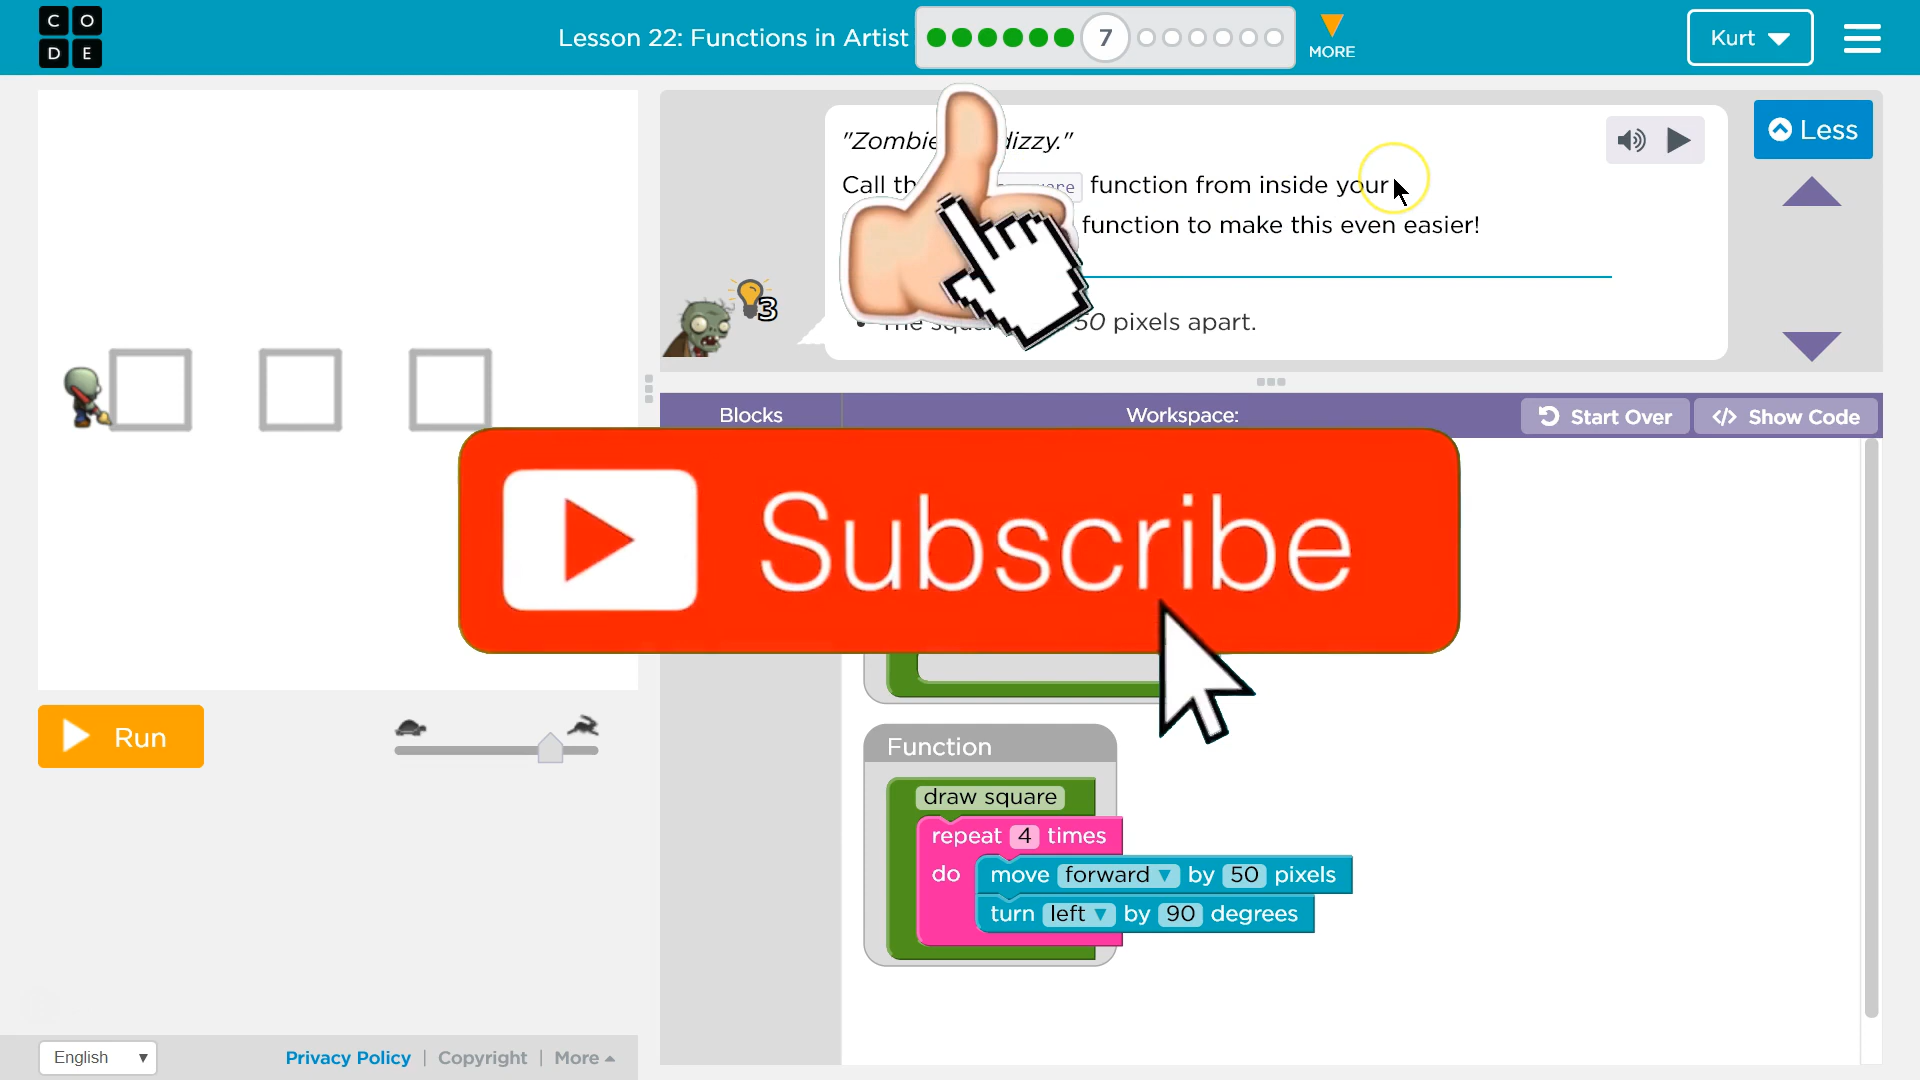 C O
D E
Lesson 22: Functions in Artist
7
MORE
Kurt
"Zombie
Call
function from inside your
function to make this even easier!
3
50 pixels apart.
Less
Blocks
Workspace:
Start Over
</> Show Code
Subscribe
Run
Function
draw square
repeat 4 times
do
move forward ▼ by 50 pixels
turn left ▼ by 90 degrees
English ▼
Privacy Policy | Copyright | More